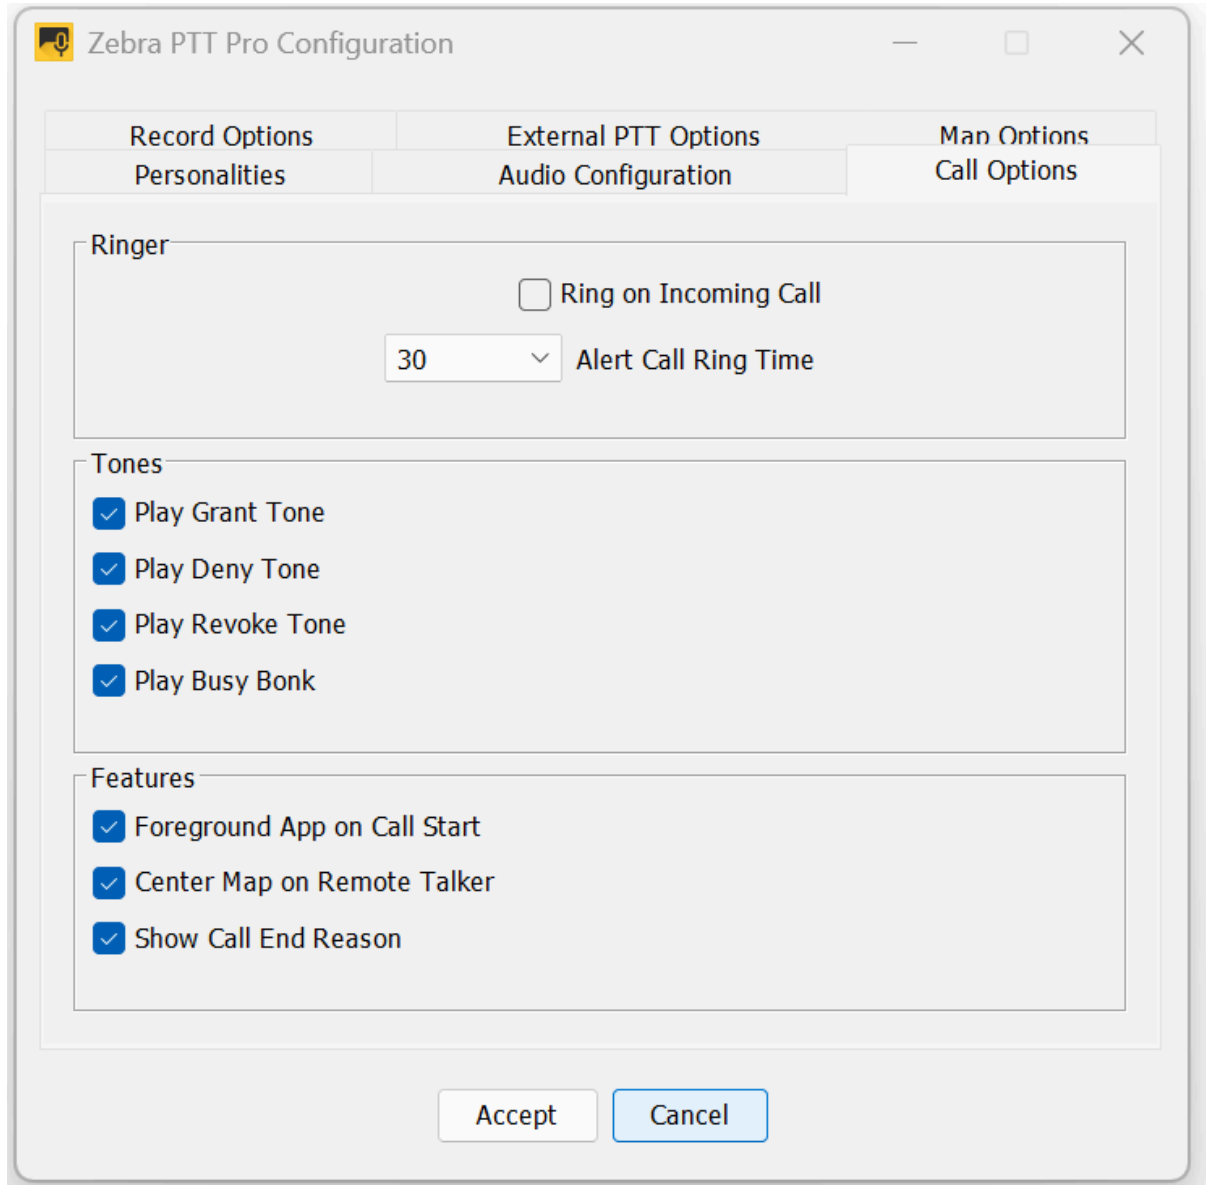 Zebra PTT Pro Configuration
Record Options External PTT Options Map Options
Personalities Audio Configuration Call Options
Ringer
Ring on Incoming Call
30 Alert Call Ring Time
Tones
Play Grant Tone
Play Deny Tone
Play Revoke Tone
Play Busy Bonk
Features
Foreground App on Call Start
Center Map on Remote Talker
Show Call End Reason
Accept Cancel